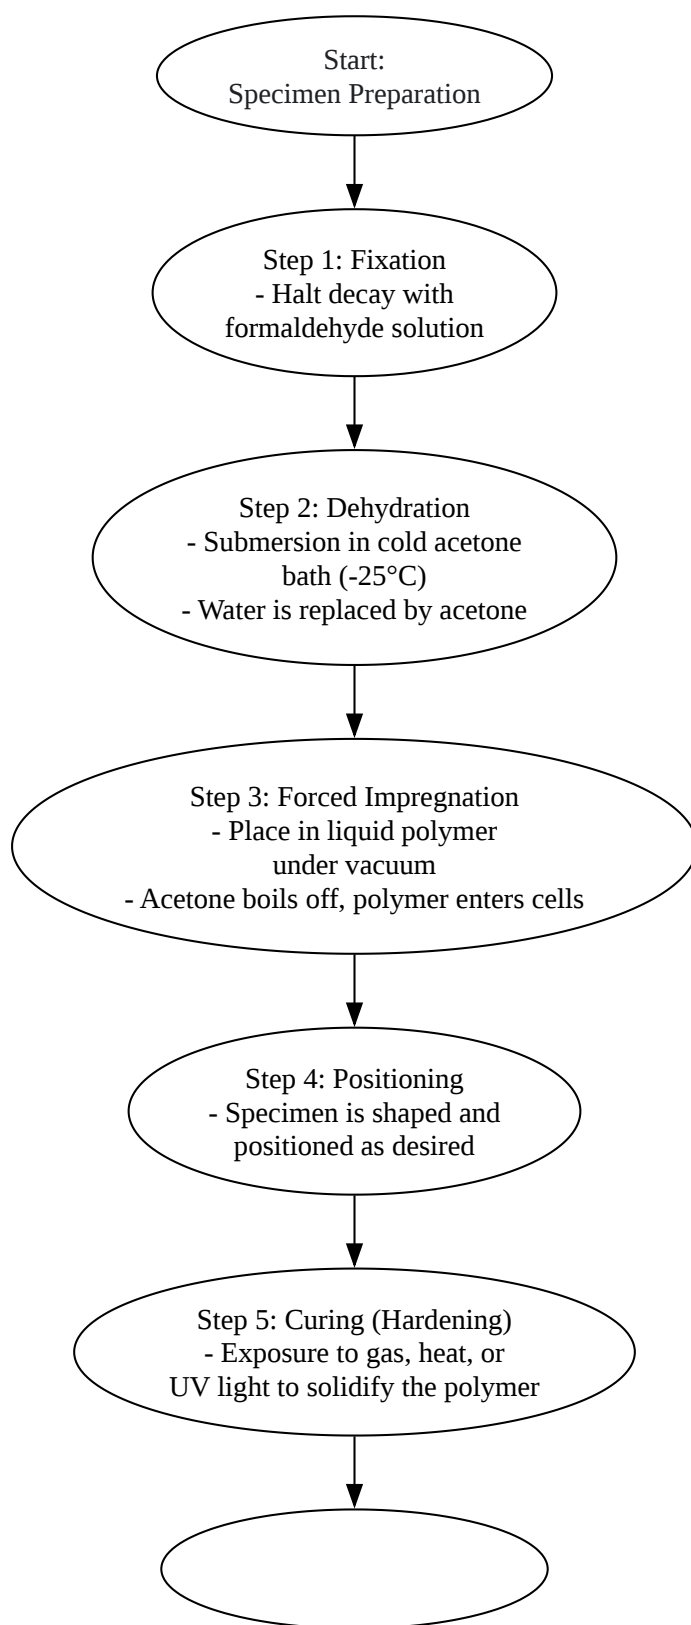 Start:
Specimen Preparation
Step 1: Fixation
- Halt decay with
formaldehyde solution
Step 2: Dehydration
- Submersion in cold acetone
bath (-25°C)
- Water is replaced by acetone
Step 3: Forced Impregnation
- Place in liquid polymer
under vacuum
- Acetone boils off, polymer enters cells
Step 4: Positioning
- Specimen is shaped and
positioned as desired
Step 5: Curing (Hardening)
- Exposure to gas, heat, or
UV light to solidify the polymer